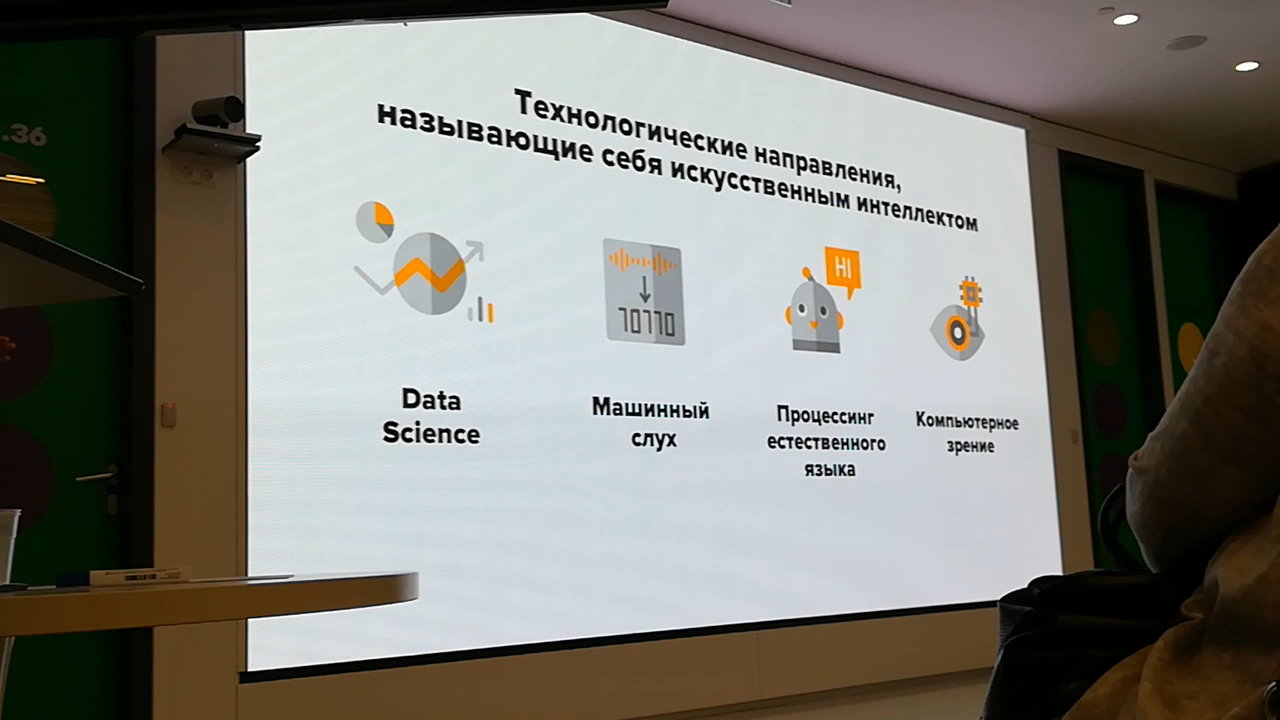 .36
Технологические направления,
называющие себя искусственным интеллектом
HI
10110
Data
Science
Машинный
слух
Процессинг
естественного
языка
Компьютерное
зрение